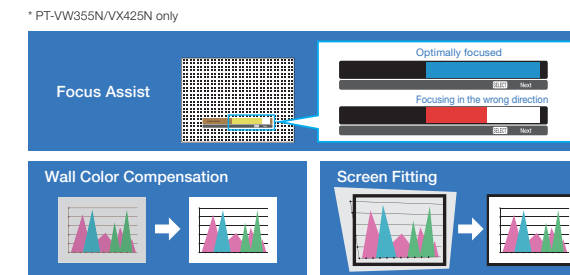 * PT-VW355N/VX425N only
Focus Assist
Optimally focused
SELECT Next
Focusing in the wrong direction
SELECT Next
Wall Color Compensation
Screen Fitting